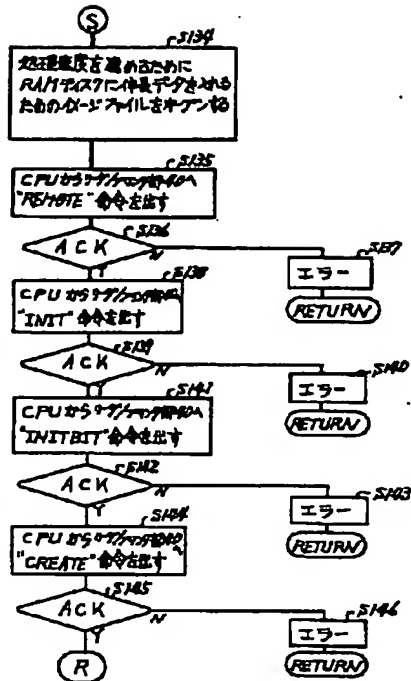 S
S134
処理速度を速めるために
RAMディスクに伸長データを入れる
ためのイメージファイルをオープンする
S135
CPUから
"REMOTE"命令を出す
S136
ACK
N
Y
S137
エラー
RETURN
S138
CPUから
"INIT"命令を出す
S139
ACK
N
S140
エラー
RETURN
S141
CPUから
"INITBIT"命令を出す
S142
ACK
N
Y
S143
エラー
RETURN
S144
CPUから
"CREATE"命令を出す
S145
ACK
N
Y
S146
エラー
RETURN
R